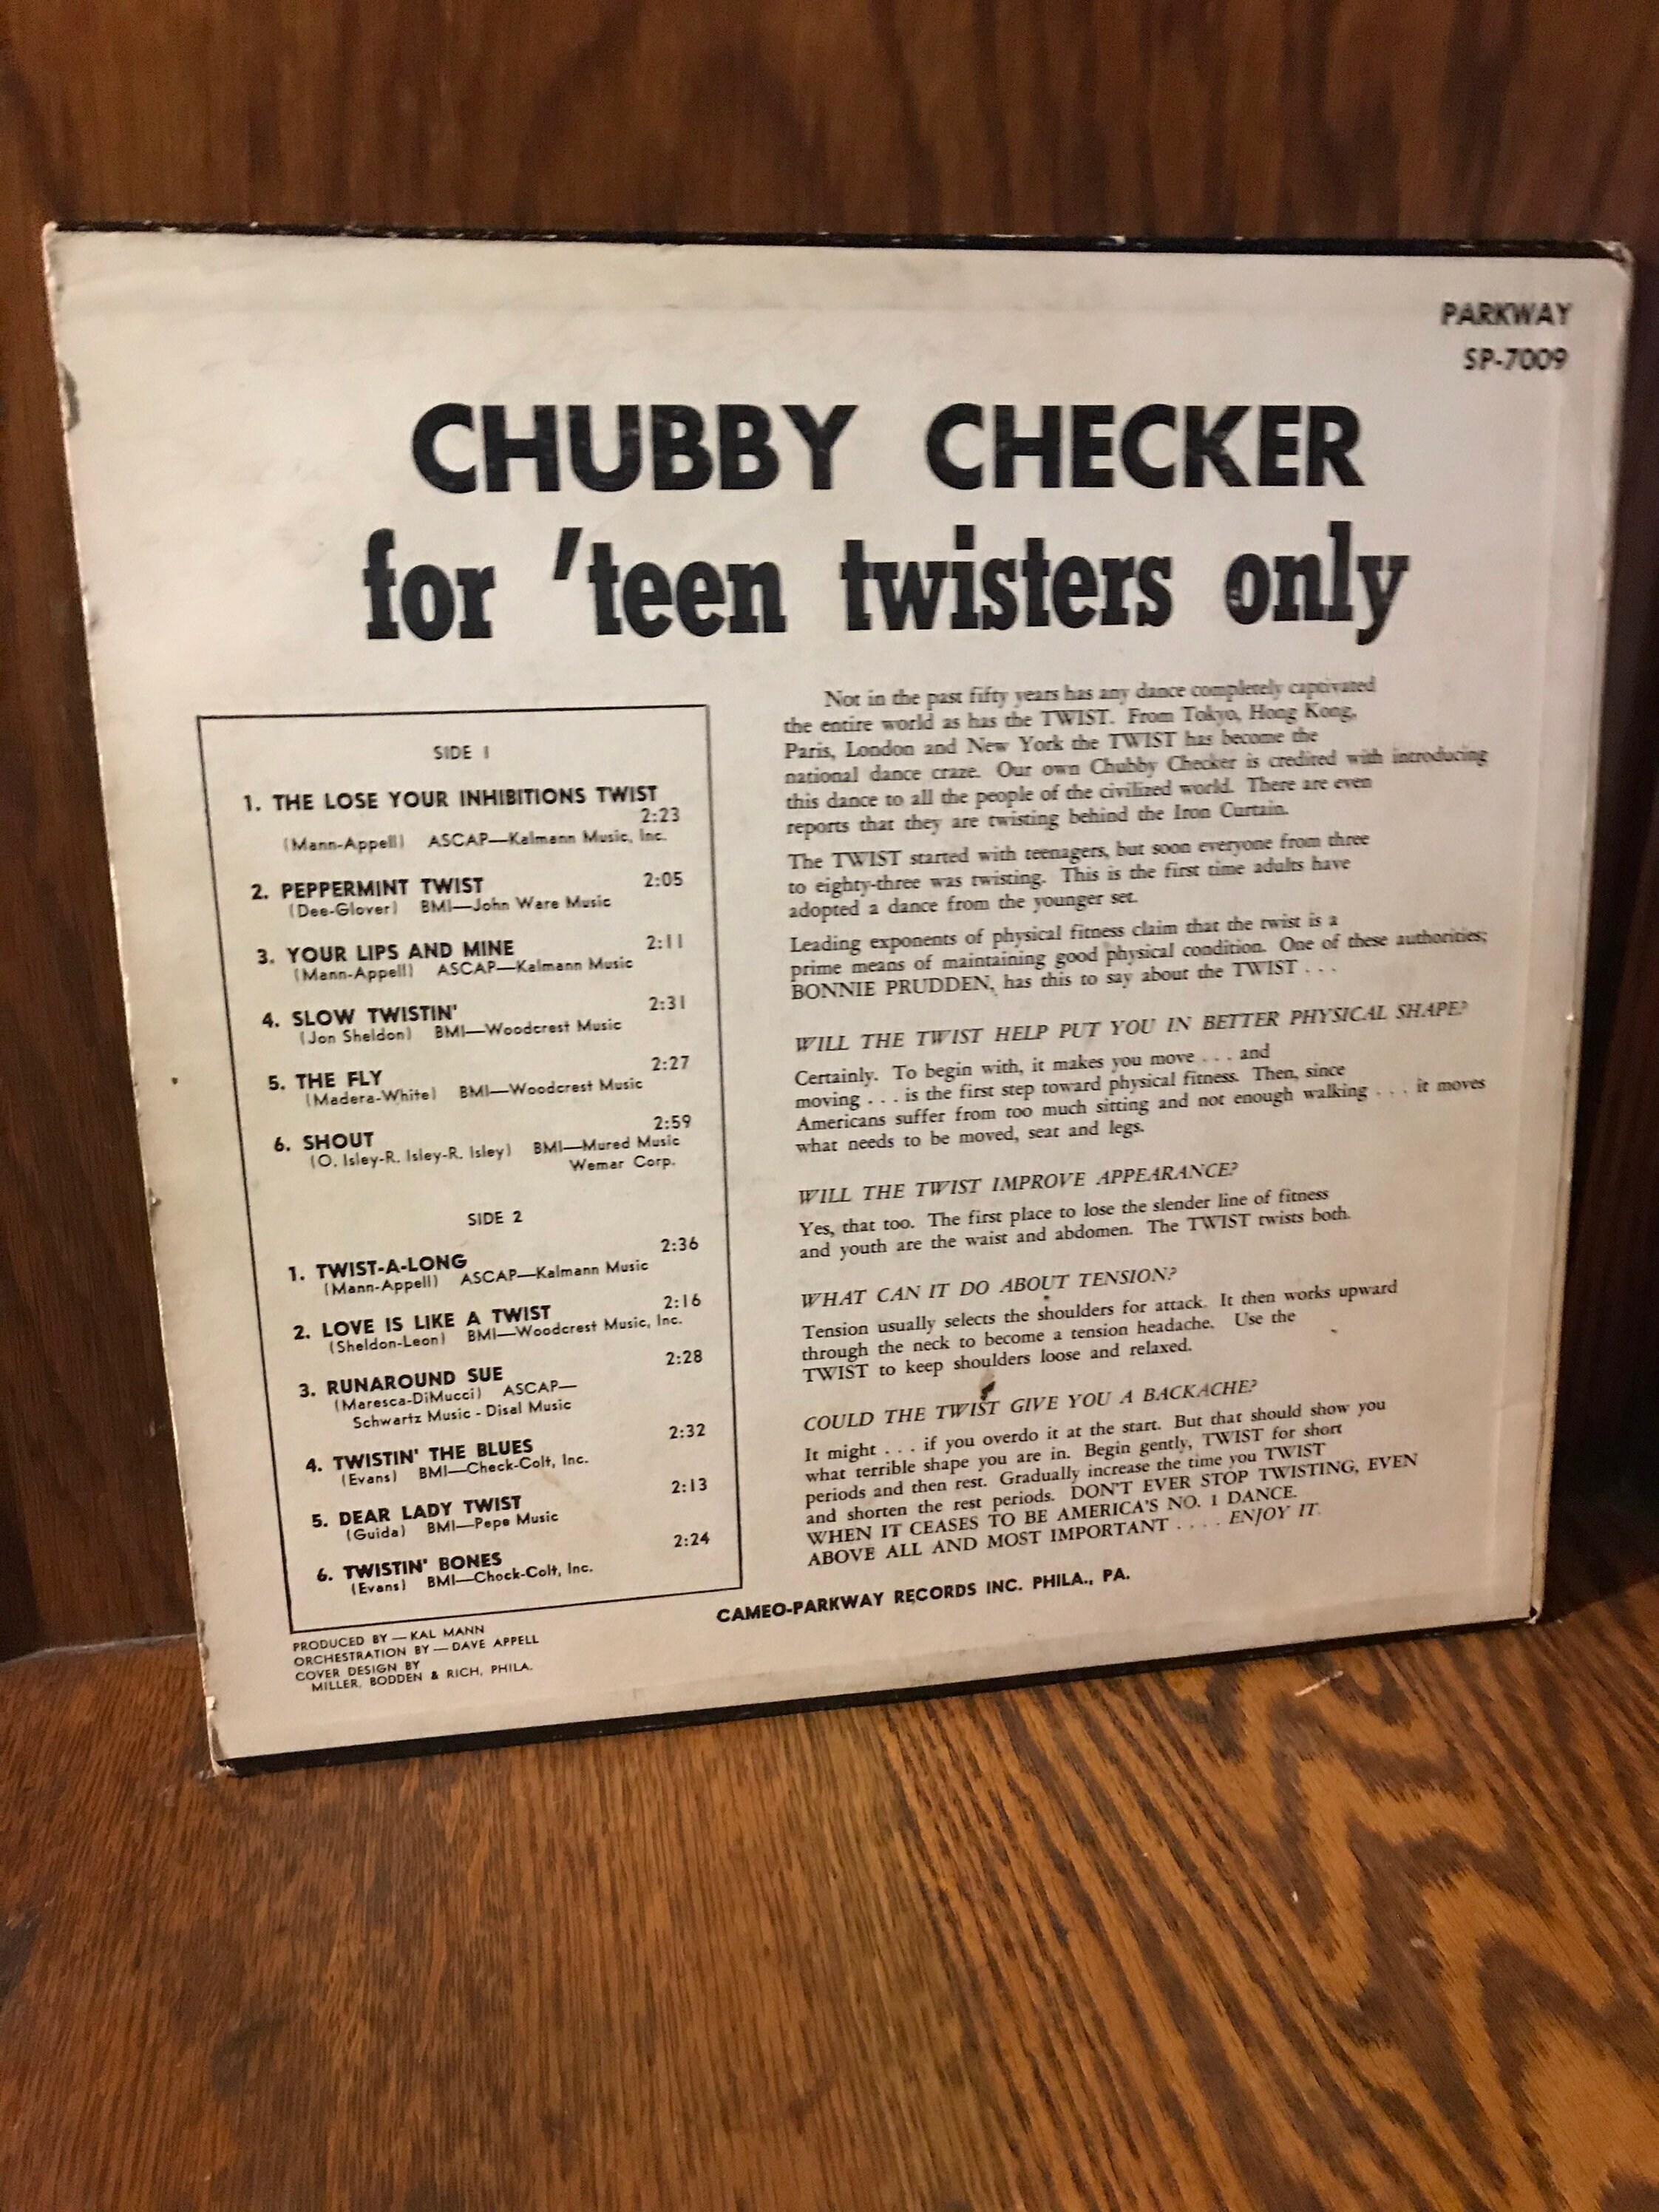 PARKWAY
SP-7009
CHUBBY CHECKER
for 'teen twisters only
SIDE 1
1. THE LOSE YOUR INHIBITIONS TWIST
2:23
(Mann-Appell) ASCAP—Kalmann Music, Inc.
2. PEPPERMINT TWIST 2:05
(Dee-Glover) BMI—John Ware Music
3. YOUR LIPS AND MINE 2:11
(Mann-Appell) ASCAP—Kalmann Music
4. SLOW TWISTIN' 2:31
(Jon Sheldon) BMI—Woodcrest Music
5. THE FLY 2:27
(Madera-White) BMI—Woodcrest Music
6. SHOUT 2:59
(O. Isley-R. Isley-R. Isley) BMI—Mured Music
Wemar Corp.
SIDE 2
1. TWIST-A-LONG 2:36
(Mann-Appell) ASCAP—Kalmann Music
2. LOVE IS LIKE A TWIST 2:16
(Sheldon-Leon) BMI—Woodcrest Music, Inc.
3. RUNAROUND SUE 2:28
(Maresca-DiMucci) ASCAP—
Schwartz Music - Disal Music
4. TWISTIN' THE BLUES 2:32
(Evans) BMI—Check-Colt, Inc.
5. DEAR LADY TWIST 2:13
(Guida) BMI—Pepe Music
6. TWISTIN' BONES 2:24
(Evans) BMI—Chock-Colt, Inc.
PRODUCED BY — KAL MANN
ORCHESTRATION BY — DAVE APPELL
COVER DESIGN BY
MILLER, BODDEN & RICH, PHILA.
Not in the past fifty years has any dance completely captivated
the entire world as has the TWIST. From Tokyo, Hong Kong,
Paris, London and New York the TWIST has become the
national dance craze. Our own Chubby Checker is credited with introducing
this dance to all the people of the civilized world. There are even
reports that they are twisting behind the Iron Curtain.
The TWIST started with teenagers, but soon everyone from three
to eighty-three was twisting. This is the first time adults have
adopted a dance from the younger set.
Leading exponents of physical fitness claim that the twist is a
prime means of maintaining good physical condition. One of these authorities;
BONNIE PRUDDEN, has this to say about the TWIST . . .
WILL THE TWIST HELP PUT YOU IN BETTER PHYSICAL SHAPE?
Certainly. To begin with, it makes you move . . . and
moving . . . is the first step toward physical fitness. Then, since
Americans suffer from too much sitting and not enough walking . . . it moves
what needs to be moved, seat and legs.
WILL THE TWIST IMPROVE APPEARANCE?
Yes, that too. The first place to lose the slender line of fitness
and youth are the waist and abdomen. The TWIST twists both.
WHAT CAN IT DO ABOUT TENSION?
Tension usually selects the shoulders for attack. It then works upward
through the neck to become a tension headache. Use the
TWIST to keep shoulders loose and relaxed.
COULD THE TWIST GIVE YOU A BACKACHE?
It might . . . if you overdo it at the start. But that should show you
what terrible shape you are in. Begin gently, TWIST for short
periods and then rest. Gradually increase the time you TWIST
and shorten the rest periods. DON'T EVER STOP TWISTING, EVEN
WHEN IT CEASES TO BE AMERICA'S NO. 1 DANCE.
ABOVE ALL AND MOST IMPORTANT . . . . ENJOY IT.
CAMEO-PARKWAY RECORDS INC. PHILA., PA.